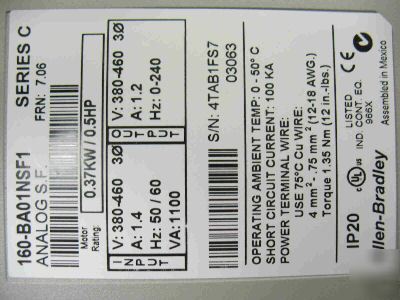 160-BA01NSF1 SERIES C
ANALOG S.F. FRN: 7.06
Motor Rating: 0.37KW / 0.5HP
INPUT
V: 380-460 3Ø
A: 1.4 Hz: 50 / 60
VA: 1100
OUTPUT
V: 380-460 3Ø
A: 1.2 Hz: 0-240
S/N: 4TAB1FS7
03063
OPERATING AMBIENT TEMP: 0 - 50° C
SHORT CIRCUIT CURRENT: 100 KA
POWER TERMINAL WIRE:
USE 75°C Cu WIRE:
4 mm² - .75 mm² (12-18 AWG.)
Torque 1.35 Nm (12 in.-lbs.)
IP20
C UL US
LISTED
IND. CONT. EQ.
966X
CE
llen-Bradley
Assembled in Mexico